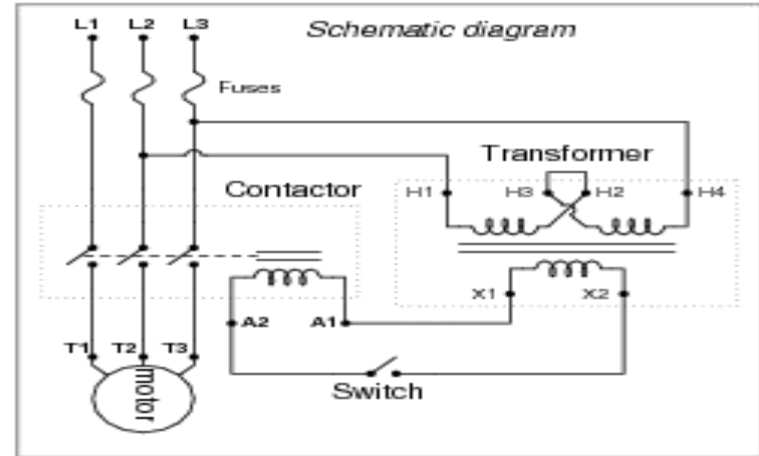 L1 L2 L3 Schematic diagram
Fuses
Transformer
Contactor H1 H3 H2 H4
X1 X2
A2 A1
T1 T2 T3
motor
Switch